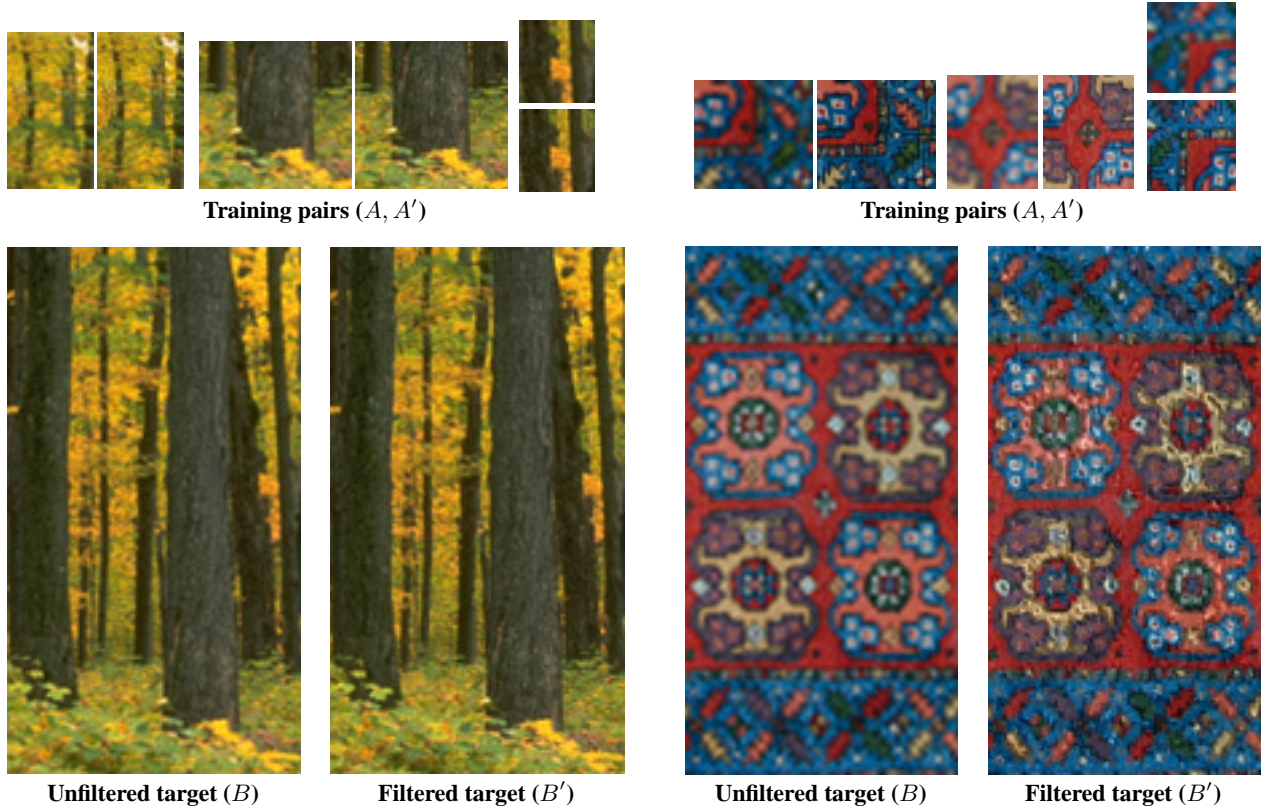 Training pairs (A, A′)
Training pairs (A, A′)
Unfiltered target (B)
Filtered target (B′)
Unfiltered target (B)
Filtered target (B′)